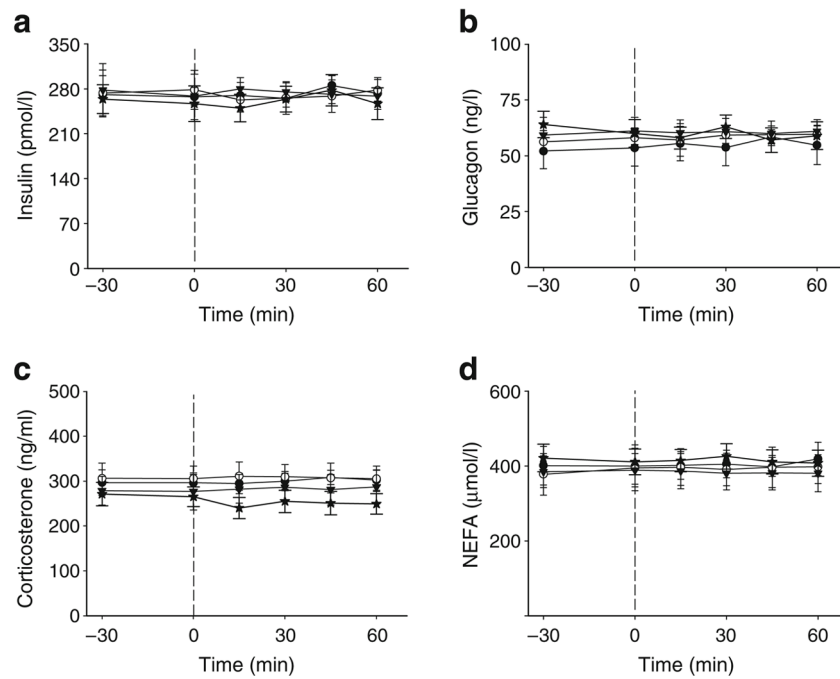 a
Insulin (pmol/l)
350
280
210
140
70
0
–30 0 30 60
Time (min)
b
Glucagon (ng/l)
100
75
50
25
0
–30 0 30 60
Time (min)
c
Corticosterone (ng/ml)
500
400
300
200
100
0
–30 0 30 60
Time (min)
d
NEFA (μmol/l)
600
400
200
–30 0 30 60
Time (min)